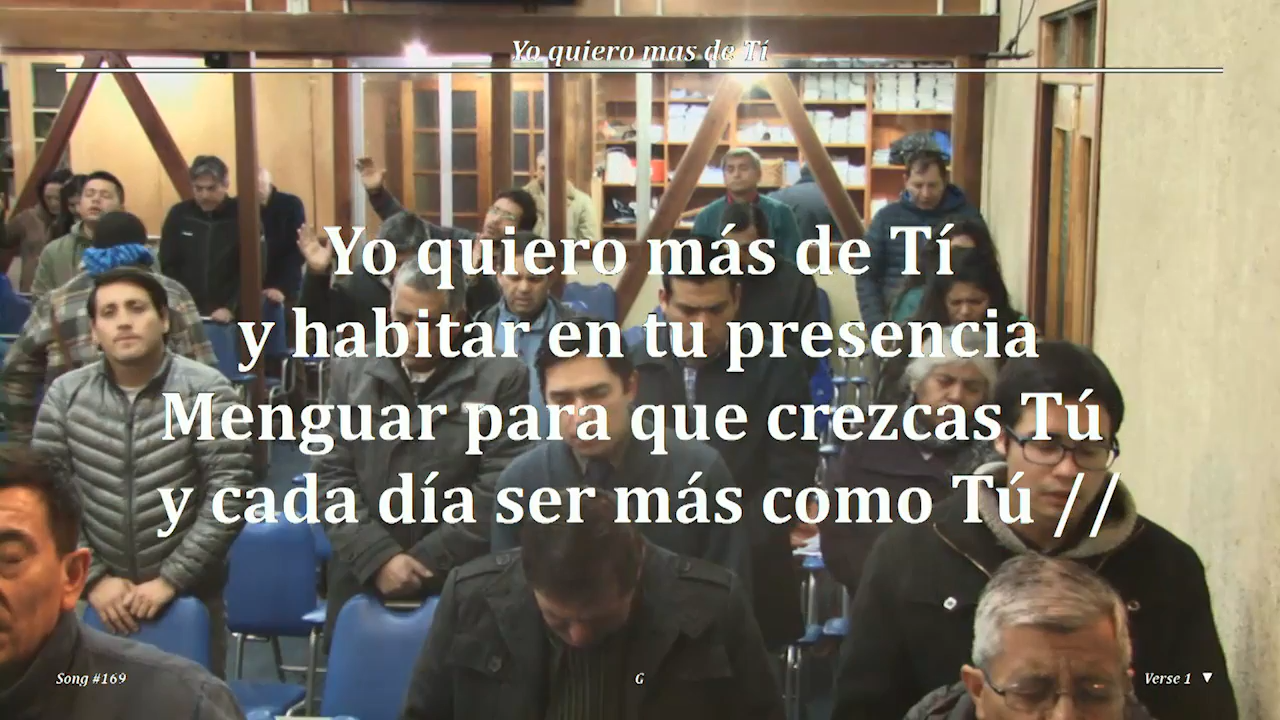 Yo quiero mas de Tí
Yo quiero más de Tí
y habitar en tu presencia
Menguar para que crezcas Tú
y cada día ser más como Tú //
Song #169
G
Verse 1 ▼